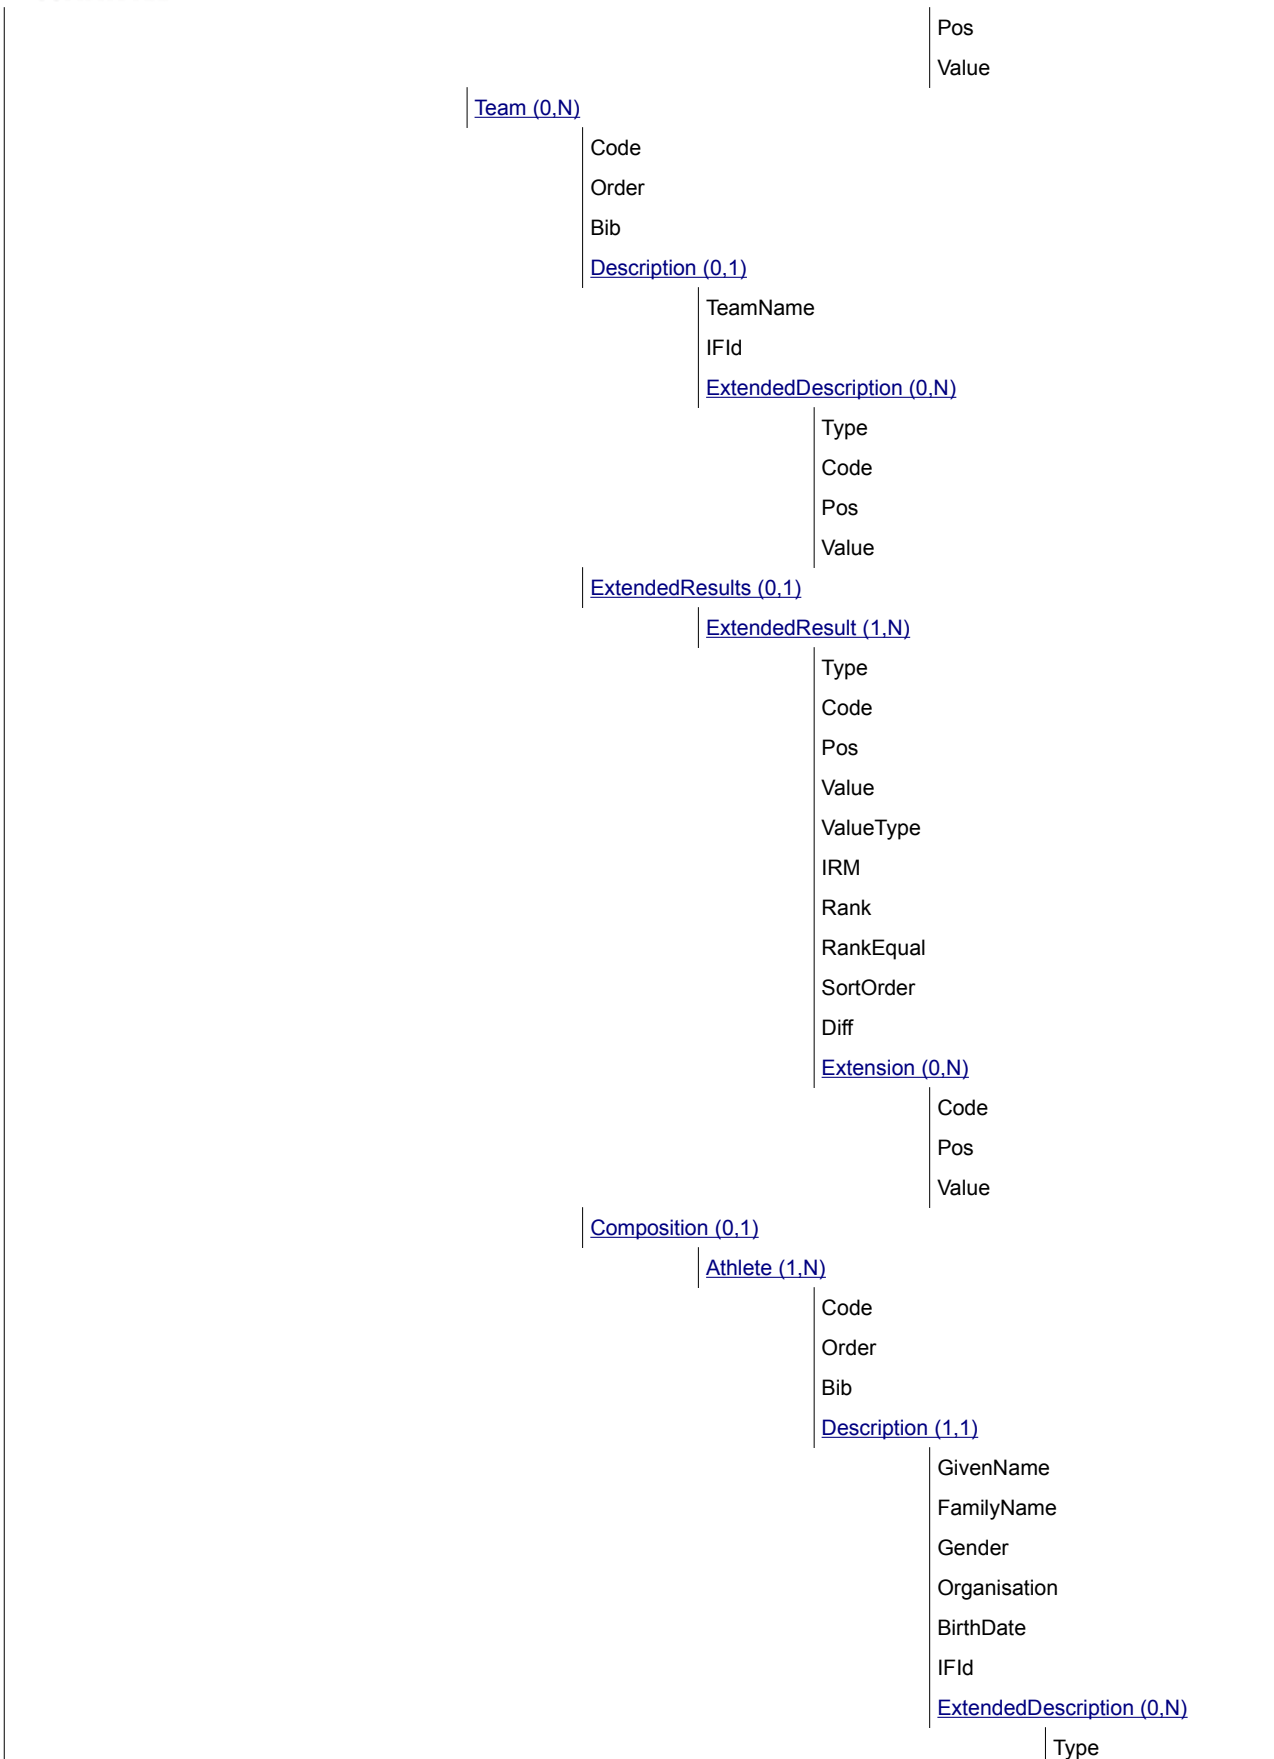 Pos
Value
Team (0,N)
Code
Order
Bib
Description (0,1)
TeamName
IFId
ExtendedDescription (0,N)
Type
Code
Pos
Value
ExtendedResults (0,1)
ExtendedResult (1,N)
Type
Code
Pos
Value
ValueType
IRM
Rank
RankEqual
SortOrder
Diff
Extension (0,N)
Code
Pos
Value
Composition (0,1)
Athlete (1,N)
Code
Order
Bib
Description (1,1)
GivenName
FamilyName
Gender
Organisation
BirthDate
IFId
ExtendedDescription (0,N)
Type